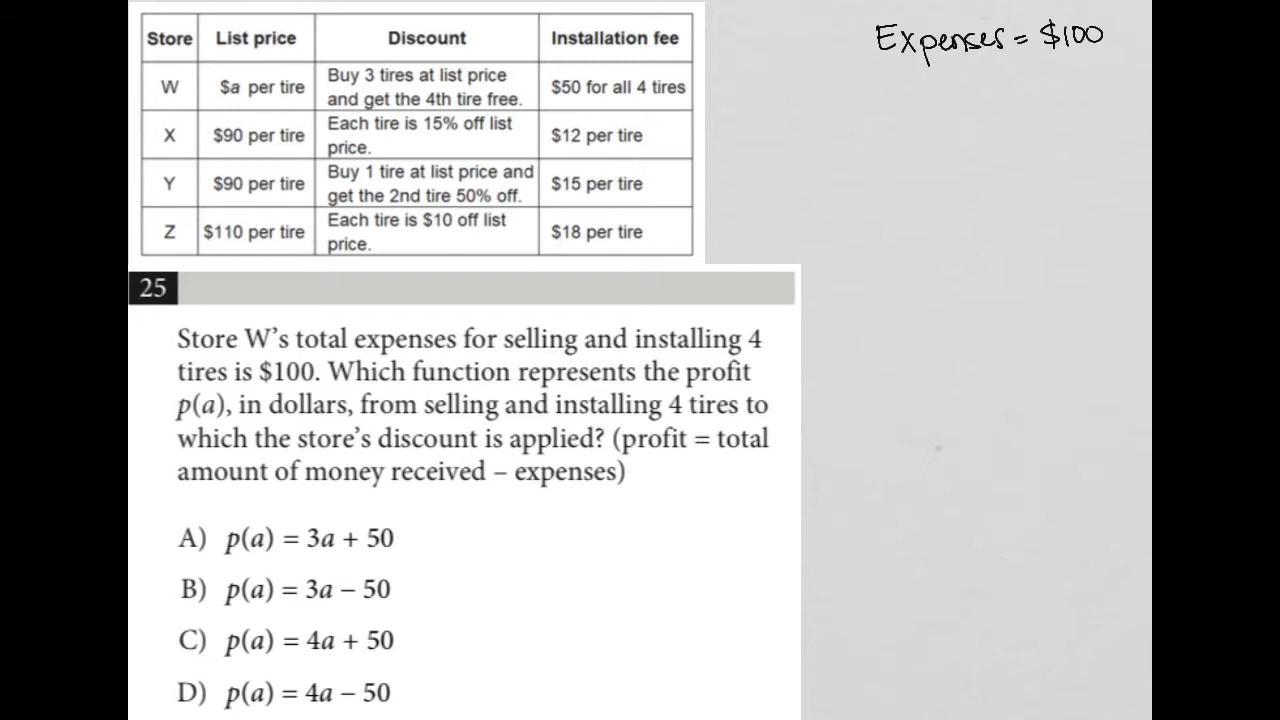 Store List price Discount Installation fee
W $a per tire Buy 3 tires at list price and get the 4th tire free. $50 for all 4 tires
X $90 per tire Each tire is 15% off list price. $12 per tire
Y $90 per tire Buy 1 tire at list price and get the 2nd tire 50% off. $15 per tire
Z $110 per tire Each tire is $10 off list price. $18 per tire
Expenses = $100
25
Store W’s total expenses for selling and installing 4
tires is $100. Which function represents the profit
p(a), in dollars, from selling and installing 4 tires to
which the store’s discount is applied? (profit = total
amount of money received – expenses)
A) p(a) = 3a + 50
B) p(a) = 3a – 50
C) p(a) = 4a + 50
D) p(a) = 4a – 50